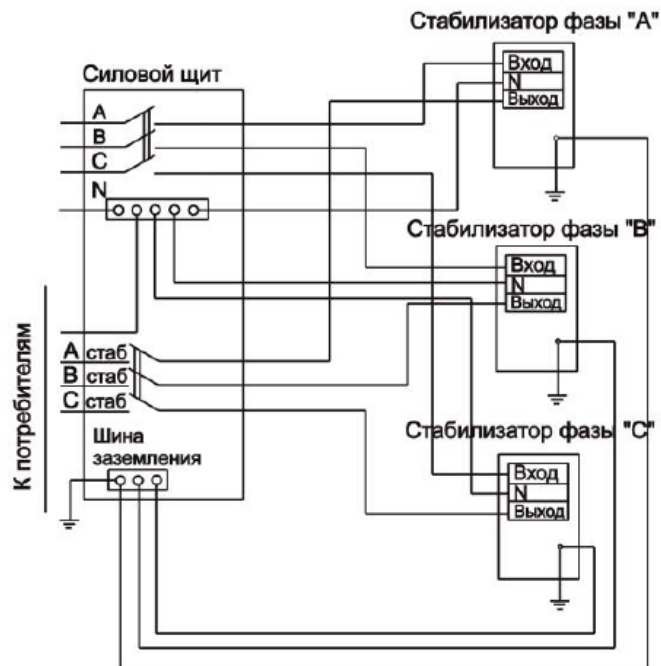 Стабилизатор фазы "А"
Вход
N
Выход
Силовой щит
А
В
С
N
Стабилизатор фазы "В"
Вход
N
Выход
К потребителям
А стаб
В стаб
С стаб
Шина
заземления
Стабилизатор фазы "С"
Вход
N
Выход